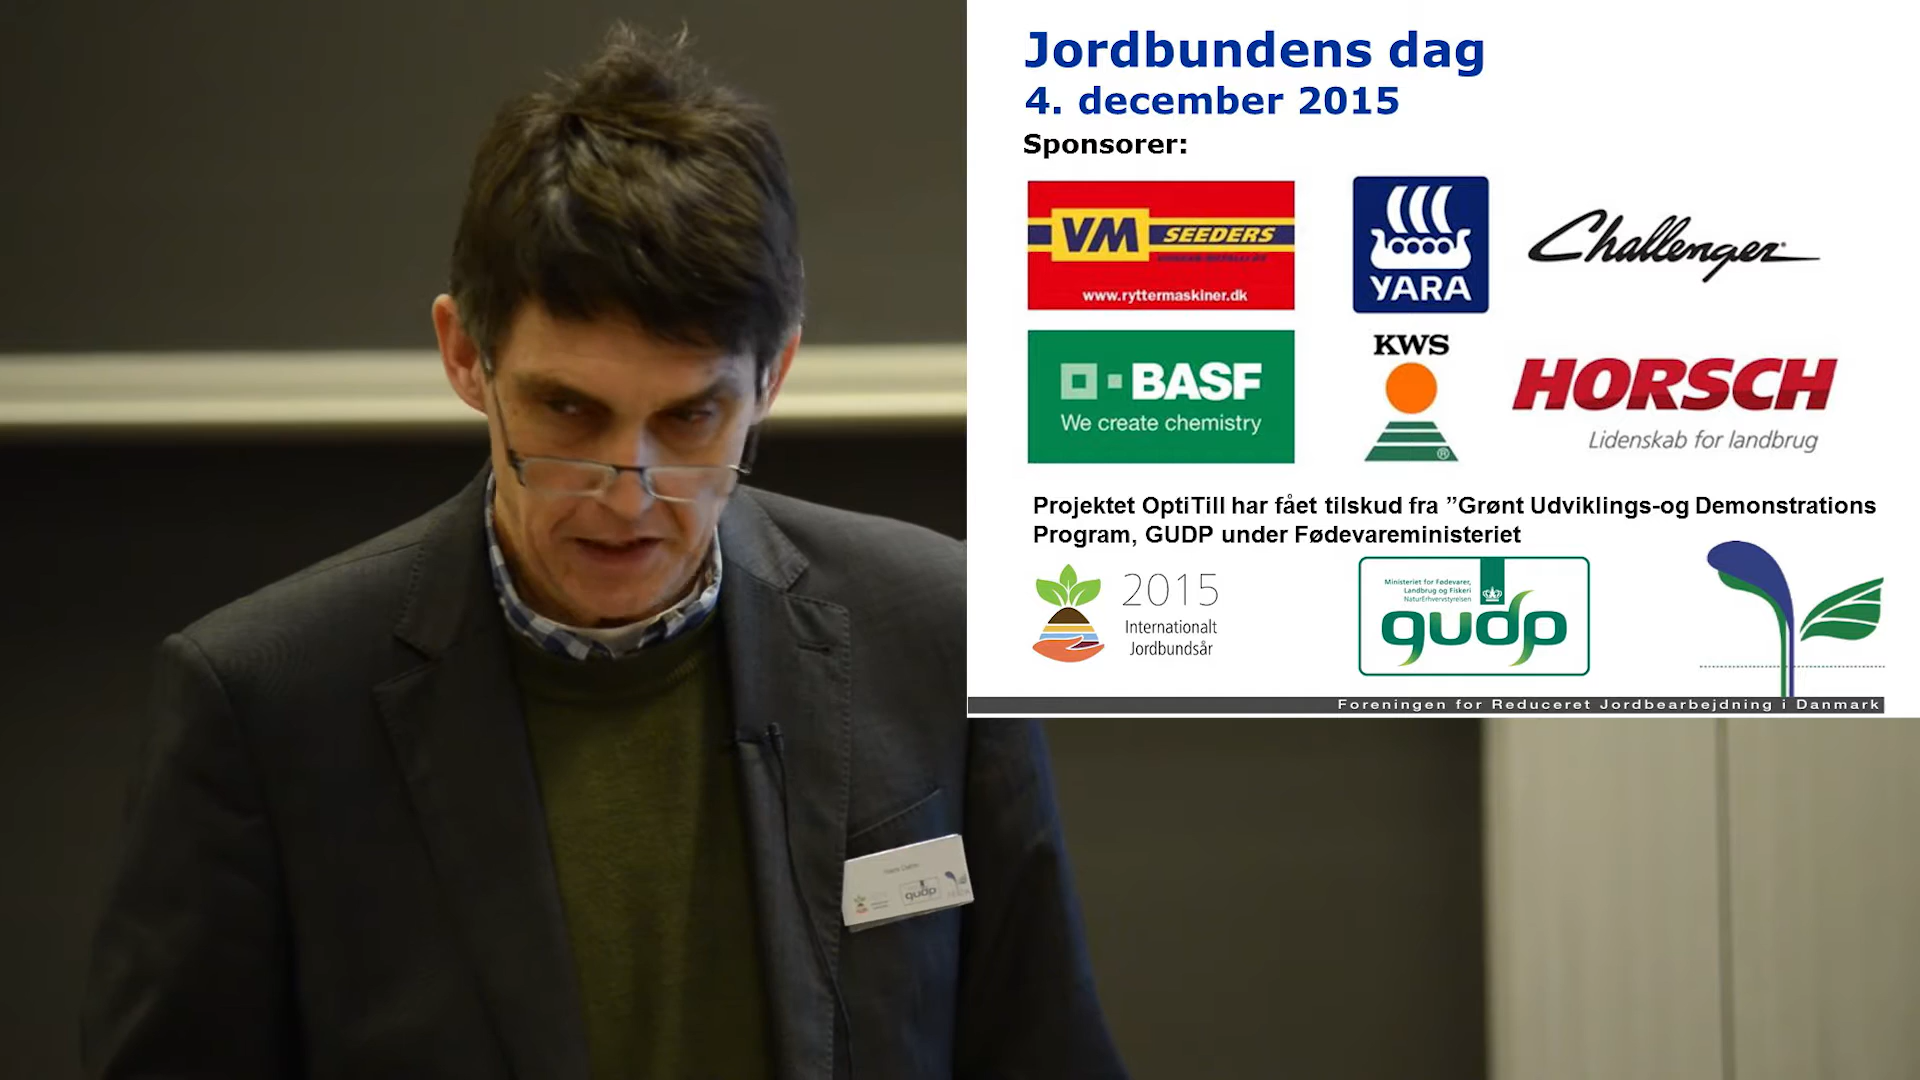 Jordbundens dag
4. december 2015
Sponsorer:
VM SEEDERS
www.ryttermaskiner.dk
YARA
Challenger
BASF
We create chemistry
KWS
®
HORSCH
Lidenskab for landbrug
Projektet OptiTill har fået tilskud fra ”Grønt Udviklings-og Demonstrations
Program, GUDP under Fødevareministeriet
2015
Internationalt
Jordbundsår
Ministeriet for Fødevarer,
Landbrug og Fiskeri
NaturErhvervstyrelsen
gudp
Foreningen for Reduceret Jordbearbejdning i Danmark
gudp